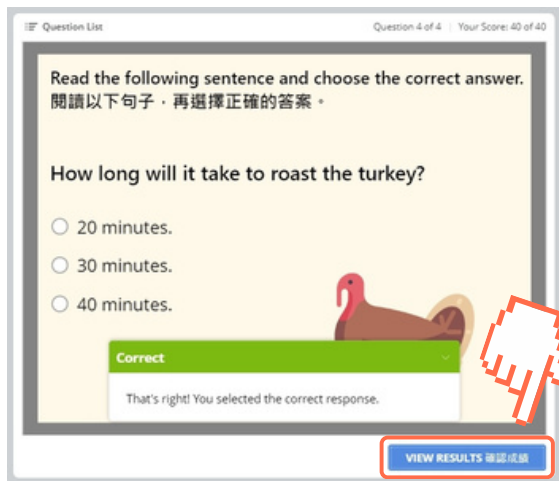 Question List
Question 4 of 4 | Your Score: 40 of 40
Read the following sentence and choose the correct answer.
閱讀以下句子，再選擇正確的答案。
How long will it take to roast the turkey?
20 minutes.
30 minutes.
40 minutes.
Correct
That's right! You selected the correct response.
VIEW RESULTS 確認成績